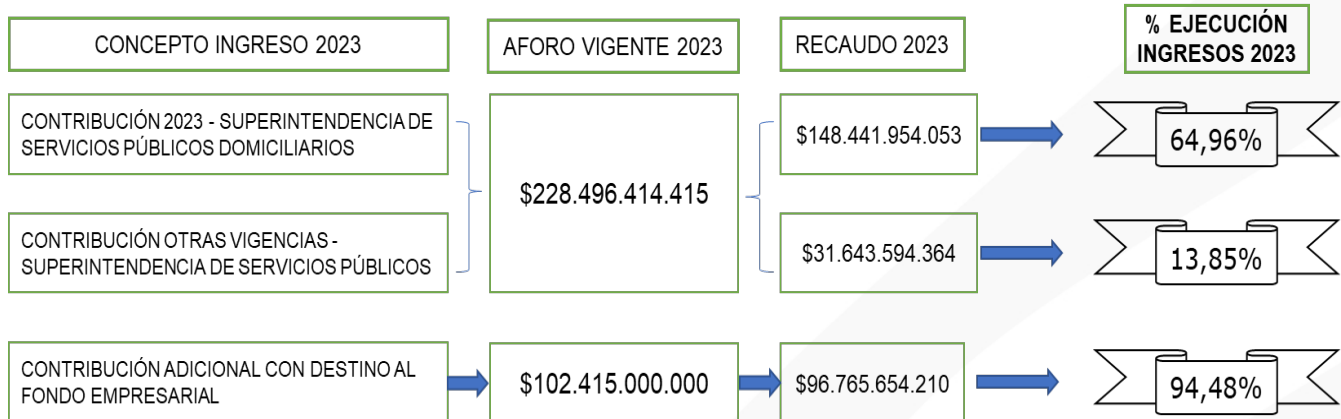 CONCEPTO INGRESO 2023
AFORO VIGENTE 2023
RECAUDO 2023
% EJECUCIÓN
INGRESOS 2023
CONTRIBUCIÓN 2023 - SUPERINTENDENCIA DE
SERVICIOS PÚBLICOS DOMICILIARIOS
$228.496.414.415
$148.441.954.053
64,96%
CONTRIBUCIÓN OTRAS VIGENCIAS -
SUPERINTENDENCIA DE SERVICIOS PÚBLICOS
$31.643.594.364
13,85%
CONTRIBUCIÓN ADICIONAL CON DESTINO AL
FONDO EMPRESARIAL
$102.415.000.000
$96.765.654.210
94,48%